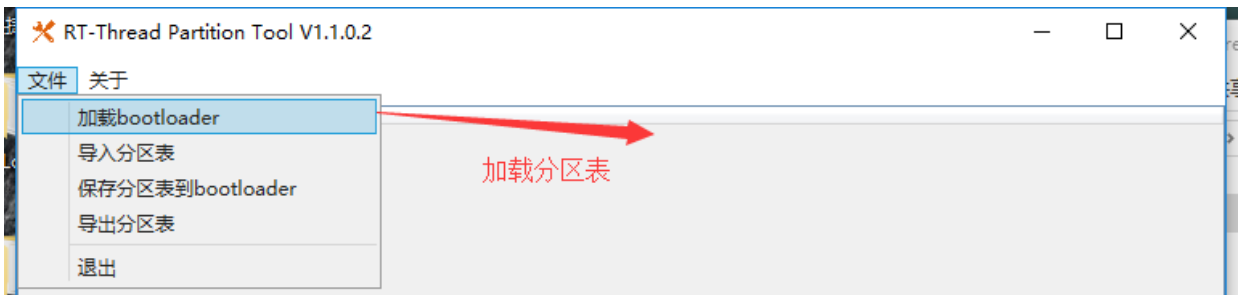 RT-Thread Partition Tool V1.1.0.2
文件 关于
加载bootloader
导入分区表
保存分区表到bootloader
导出分区表
退出
加载分区表